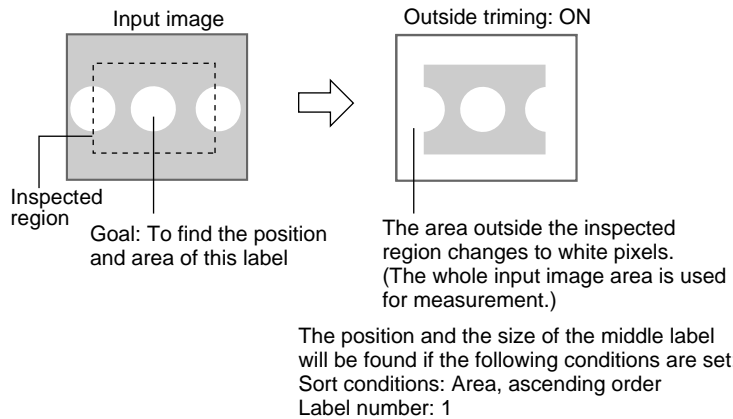 Input image
Outside triming: ON
Inspected
region
Goal: To find the position
and area of this label
The area outside the inspected
region changes to white pixels.
(The whole input image area is used
for measurement.)
The position and the size of the middle label
will be found if the following conditions are set
Sort conditions: Area, ascending order
Label number: 1